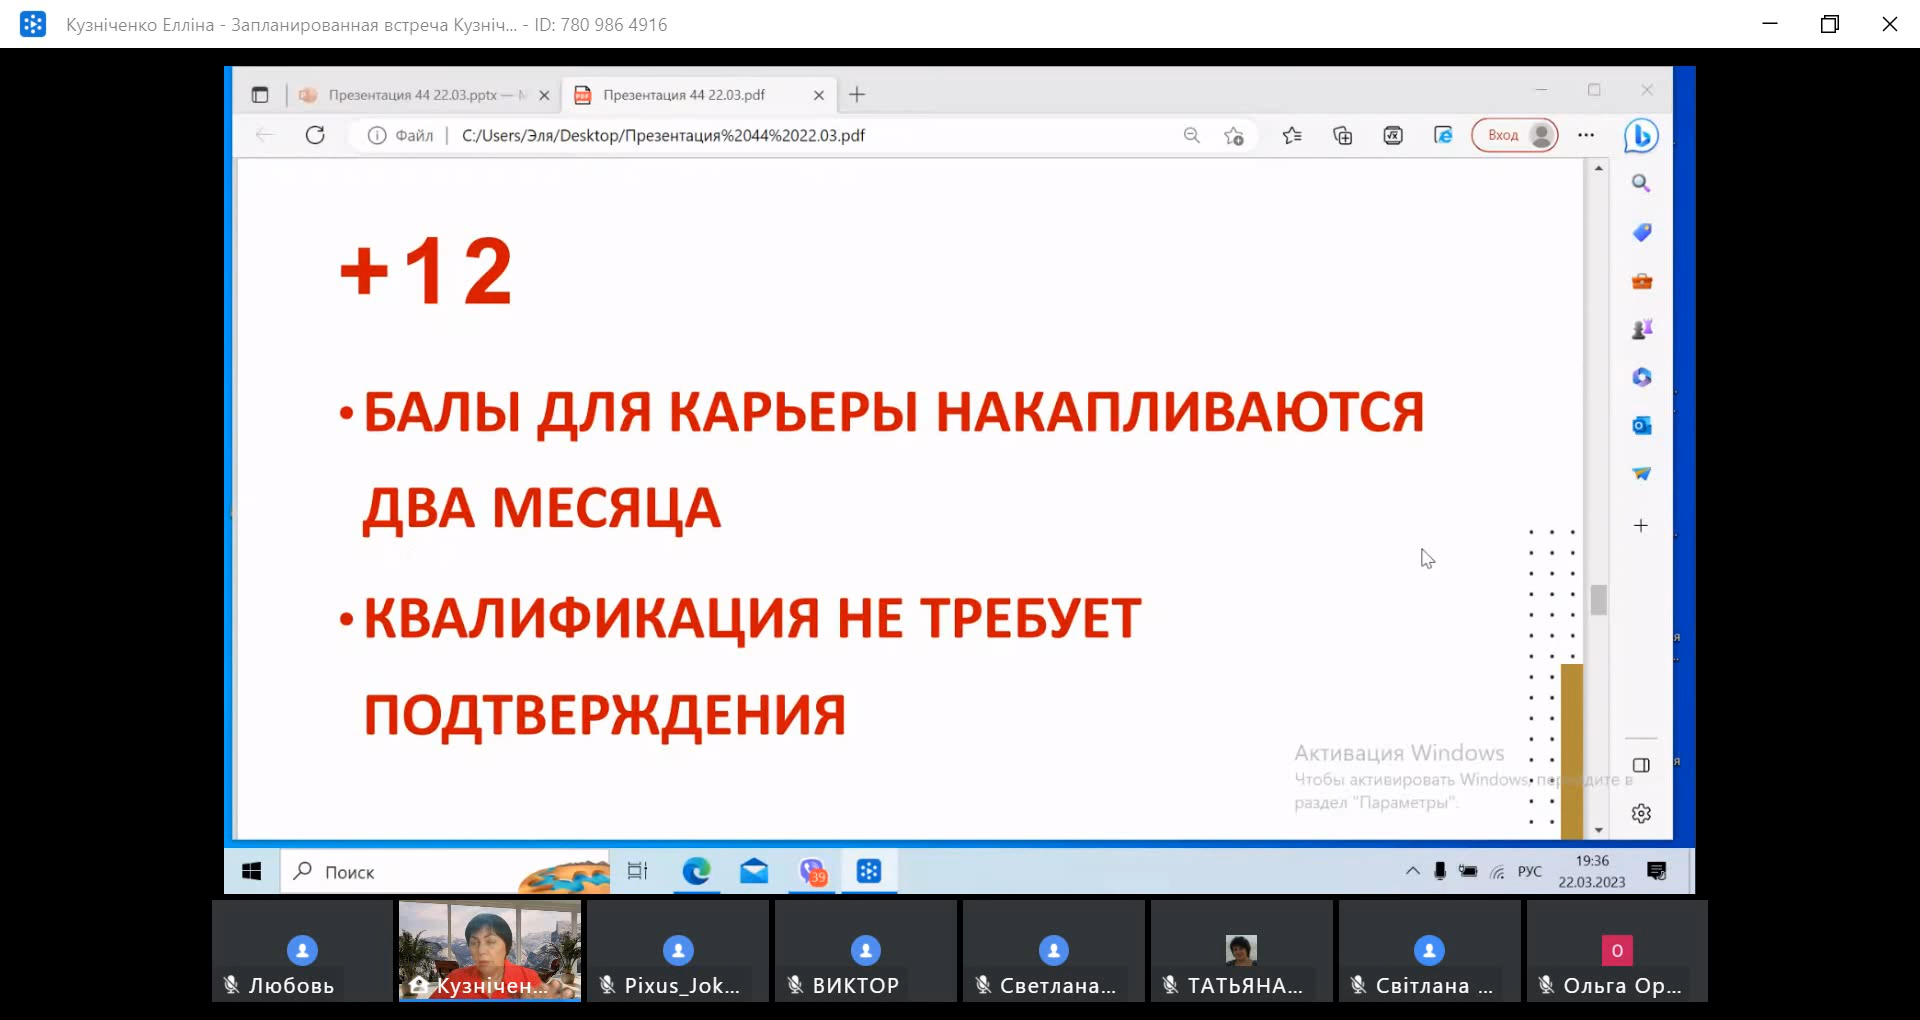 Кузніченко Елліна - Запланированная встреча Кузніч... - ID: 780 986 4916
Презентация 44 22.03.pptx — М
Презентация 44 22.03.pdf
Файл
C:/Users/Эля/Desktop/Презентация%2044%2022.03.pdf
Вход
+12
• БАЛЫ ДЛЯ КАРЬЕРЫ НАКАПЛИВАЮТСЯ
ДВА МЕСЯЦА
• КВАЛИФИКАЦИЯ НЕ ТРЕБУЕТ
ПОДТВЕРЖДЕНИЯ
Активация Windows
Чтобы активировать Windows, перейдите в
раздел "Параметры".
Поиск
39
РУС
19:36
22.03.2023
Любовь
Кузнічен...
Pixus_Jok...
ВИКТОР
Светлана...
ТАТЬЯНА...
Світлана ...
О
Ольга Ор...